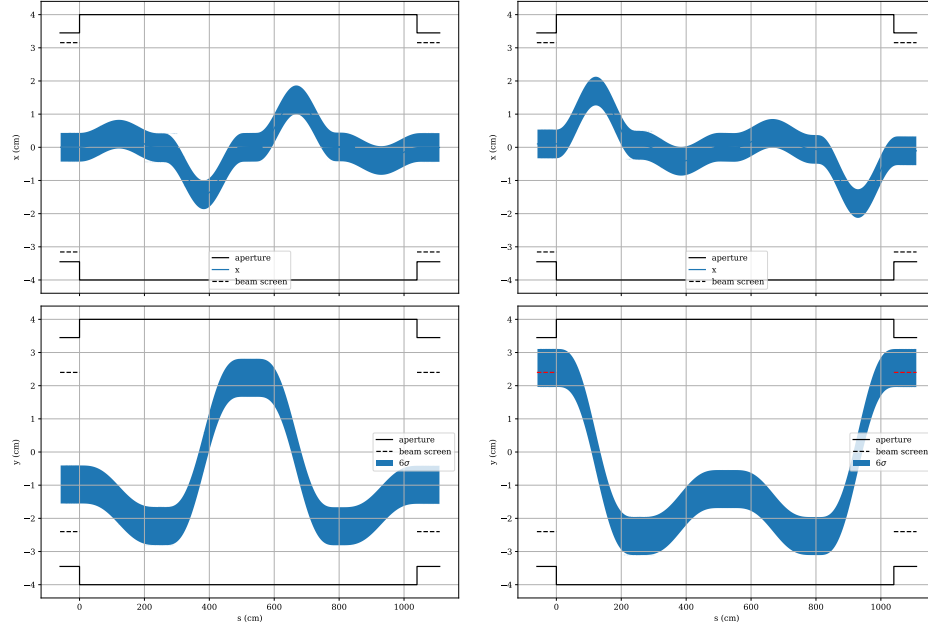 4
3
2
1
0
−1
−2
−3
−4
x (cm)
aperture
x
beam screen
4
3
2
1
0
−1
−2
−3
−4
x (cm)
aperture
x
beam screen
4
3
2
1
0
−1
−2
−3
−4
y (cm)
aperture
beam screen
6σ
0 200 400 600 800 1000
s (cm)
4
3
2
1
0
−1
−2
−3
−4
y (cm)
aperture
beam screen
6σ
0 200 400 600 800 1000
s (cm)